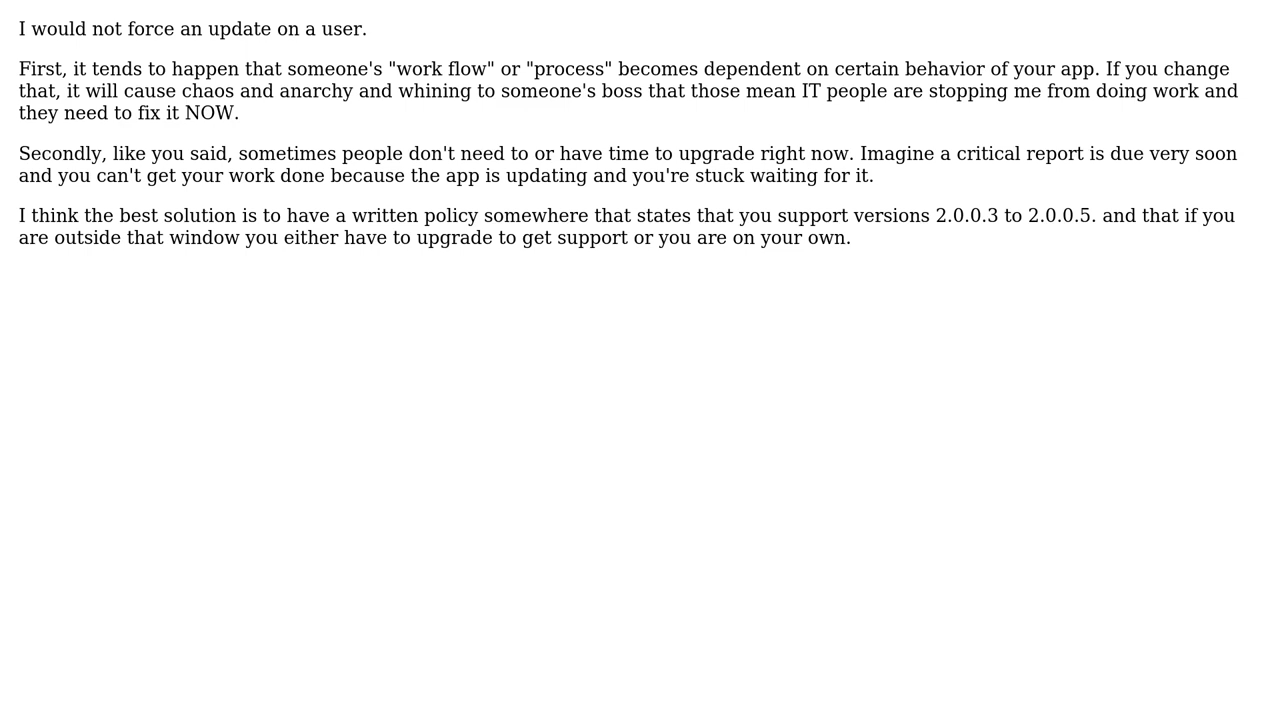 I would not force an update on a user.
First, it tends to happen that someone's "work flow" or "process" becomes dependent on certain behavior of your app. If you change
that, it will cause chaos and anarchy and whining to someone's boss that those mean IT people are stopping me from doing work and
they need to fix it NOW.
Secondly, like you said, sometimes people don't need to or have time to upgrade right now. Imagine a critical report is due very soon
and you can't get your work done because the app is updating and you're stuck waiting for it.
I think the best solution is to have a written policy somewhere that states that you support versions 2.0.0.3 to 2.0.0.5. and that if you
are outside that window you either have to upgrade to get support or you are on your own.